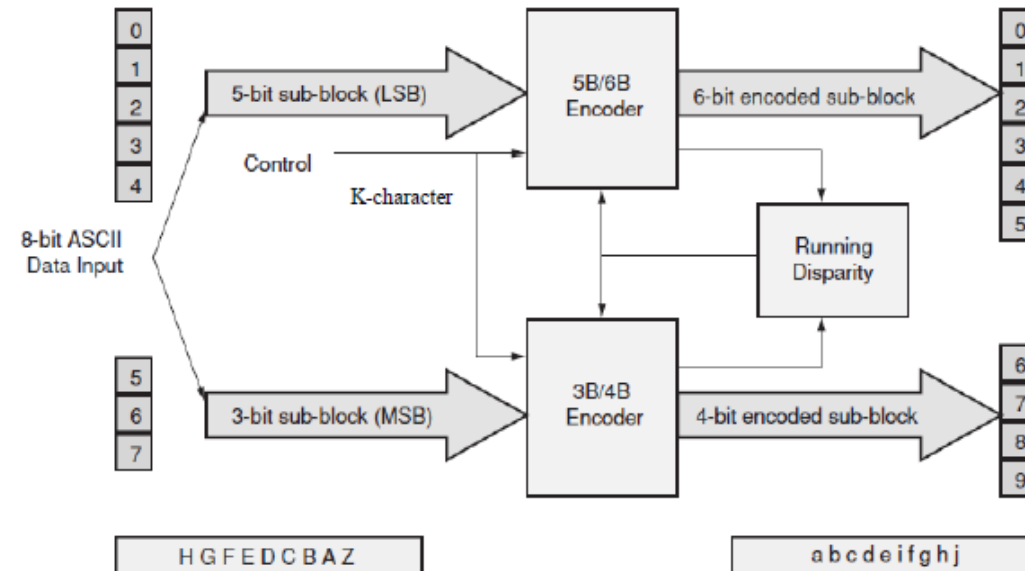 0
1
2
3
4
5-bit sub-block (LSB)
5B/6B
Encoder
6-bit encoded sub-block
0
1
2
3
4
5
Control
K-character
8-bit ASCII
Data Input
Running
Disparity
5
6
7
3-bit sub-block (MSB)
3B/4B
Encoder
4-bit encoded sub-block
6
7
8
9
H G F E D C B A Z
a b c d e i f g h j